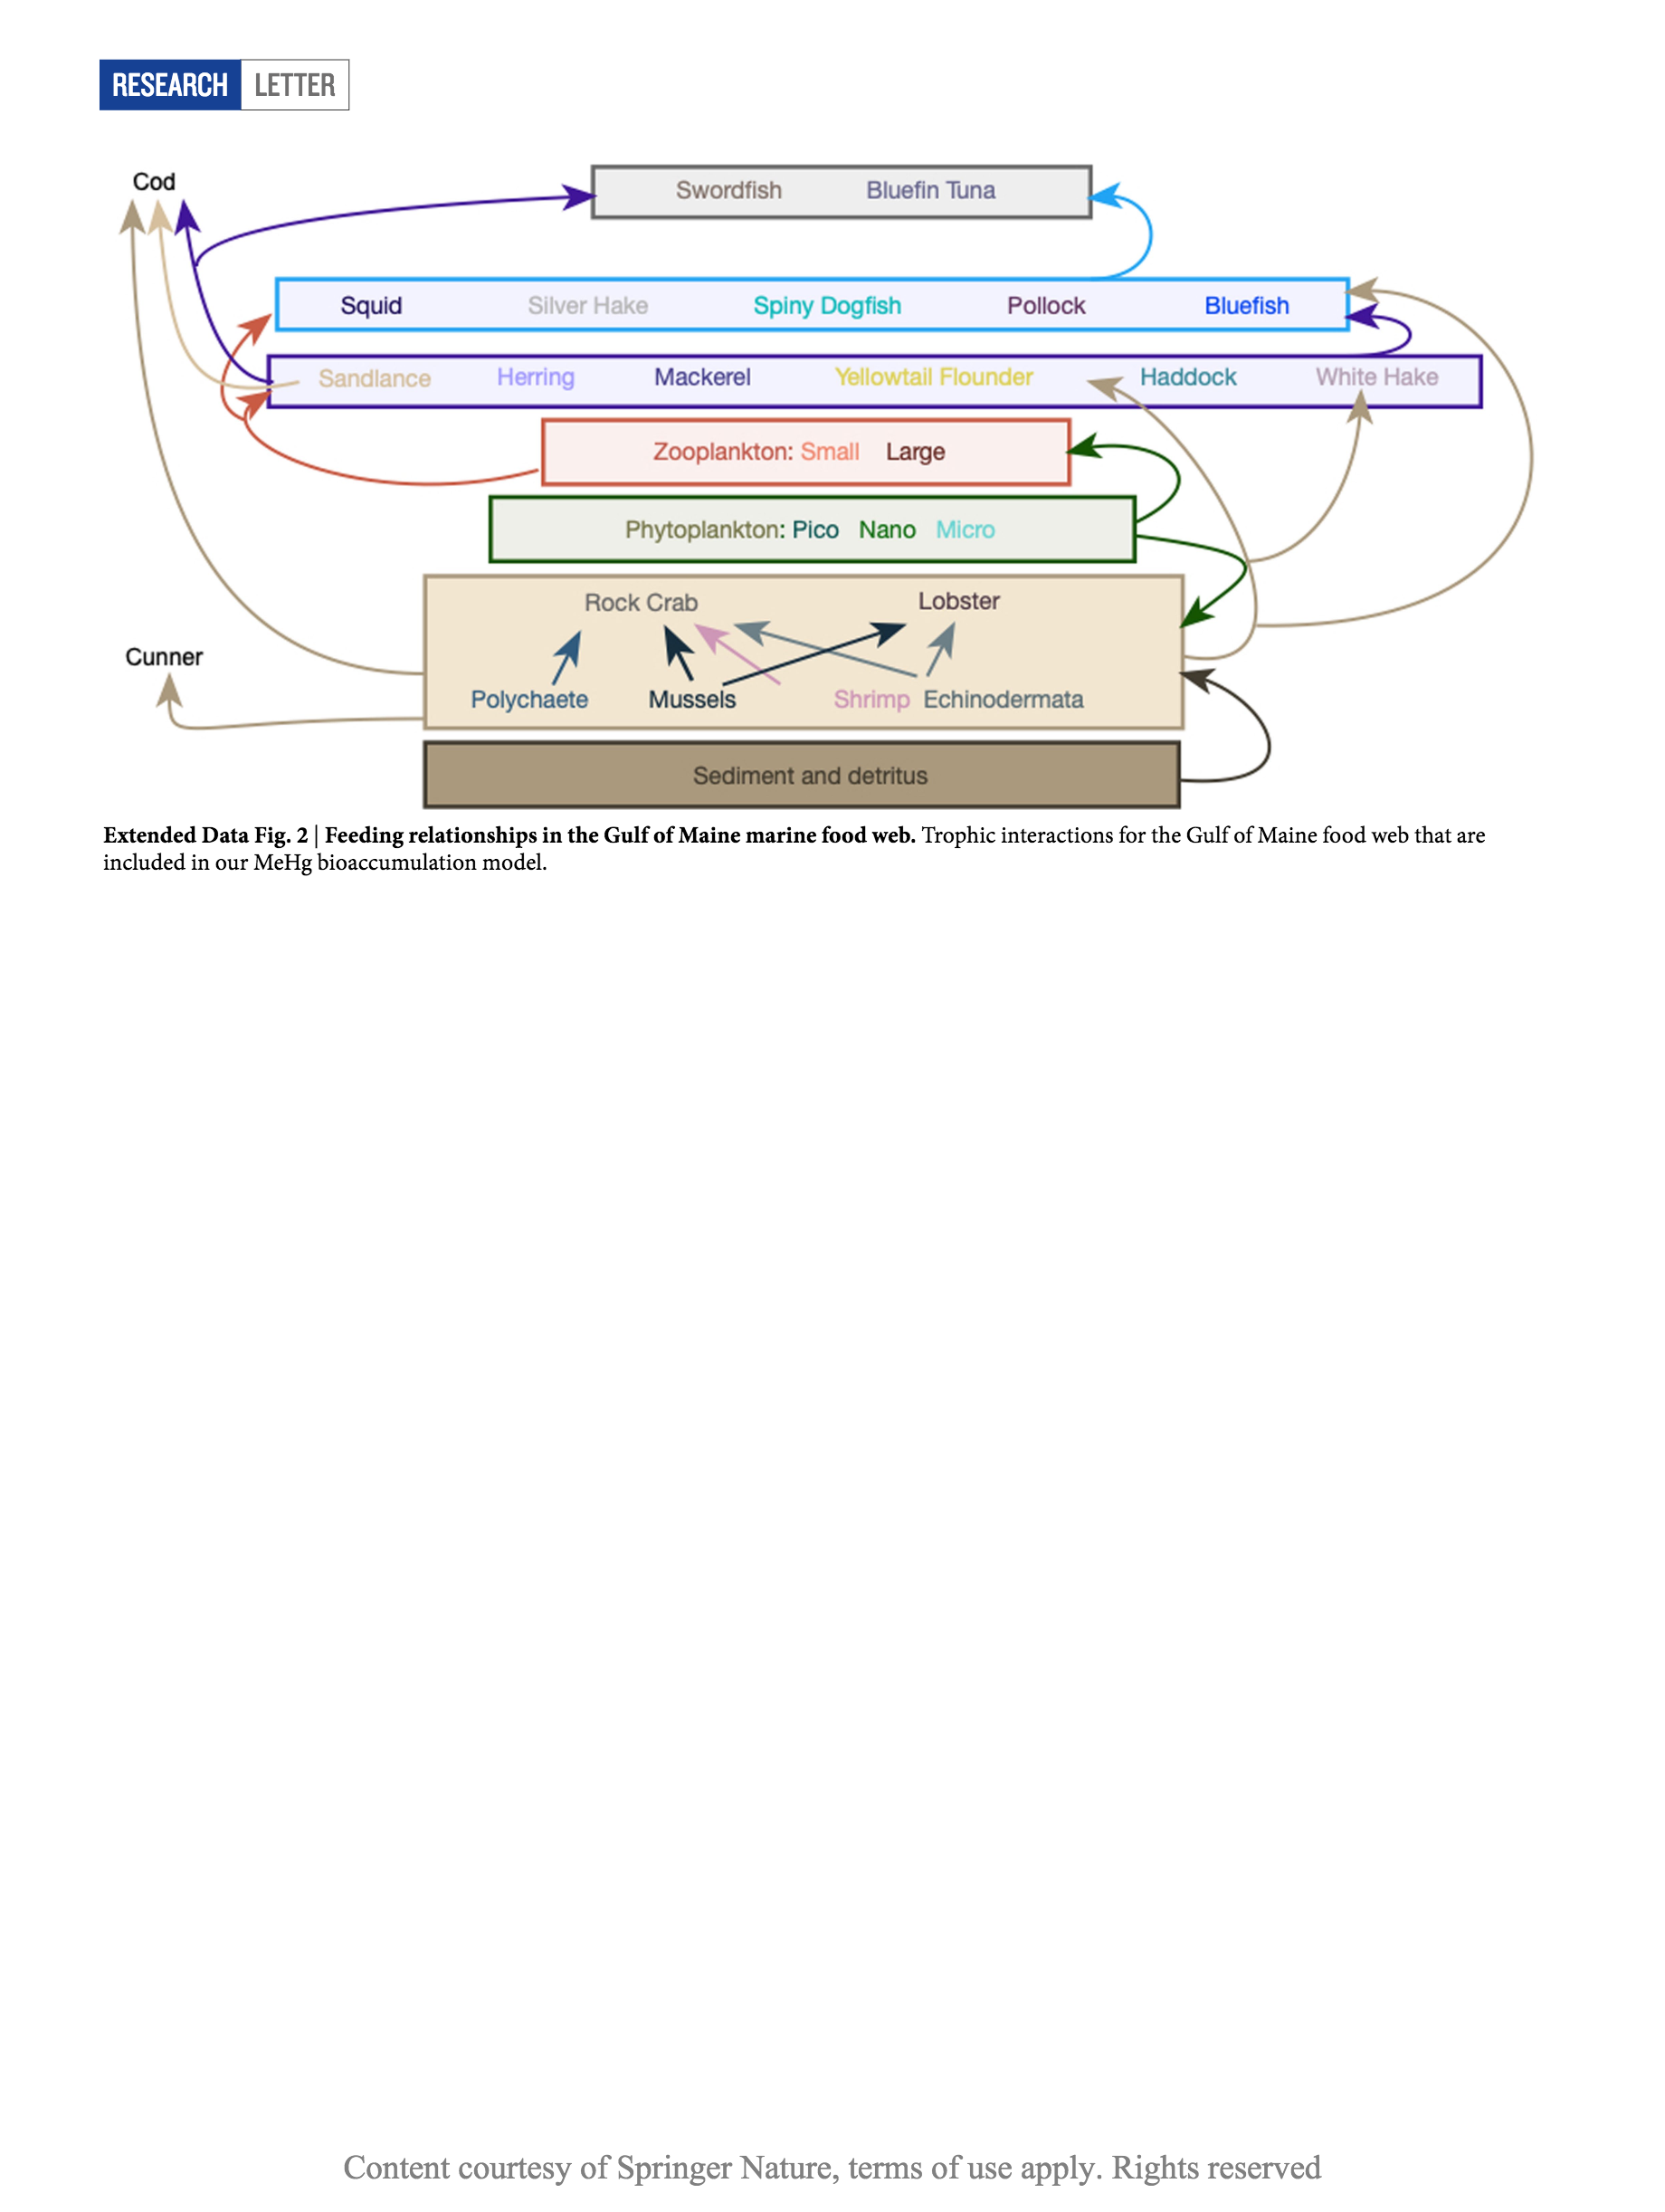 RESEARCH LETTER
Cod
Swordfish Bluefin Tuna
Squid Silver Hake Spiny Dogfish Pollock Bluefish
Sandlance Herring Mackerel Yellowtail Flounder Haddock White Hake
Zooplankton: Small Large
Phytoplankton: Pico Nano Micro
Rock Crab Lobster
Cunner
Polychaete Mussels Shrimp Echinodermata
Sediment and detritus
Extended Data Fig. 2 | Feeding relationships in the Gulf of Maine marine food web. Trophic interactions for the Gulf of Maine food web that are
included in our MeHg bioaccumulation model.
Content courtesy of Springer Nature, terms of use apply. Rights reserved